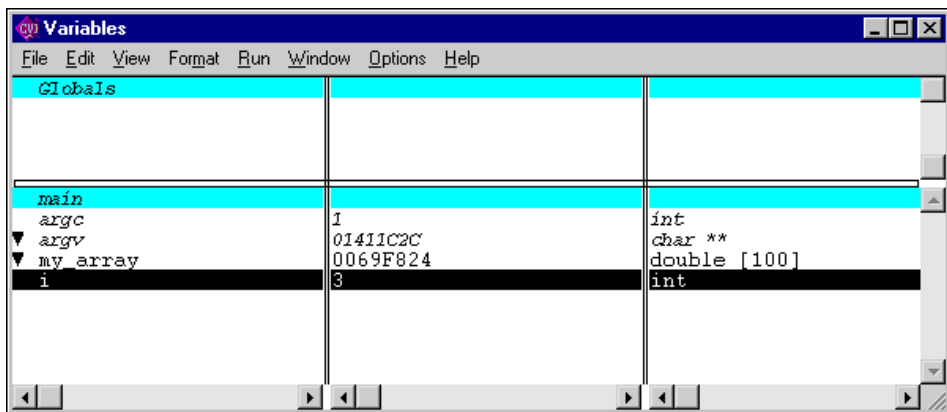 cvi Variables
File Edit View Format Run Window Options Help
Globals
main
argc 1 int
argv 01411C2C char **
my_array 0069F824 double [100]
i 3 int